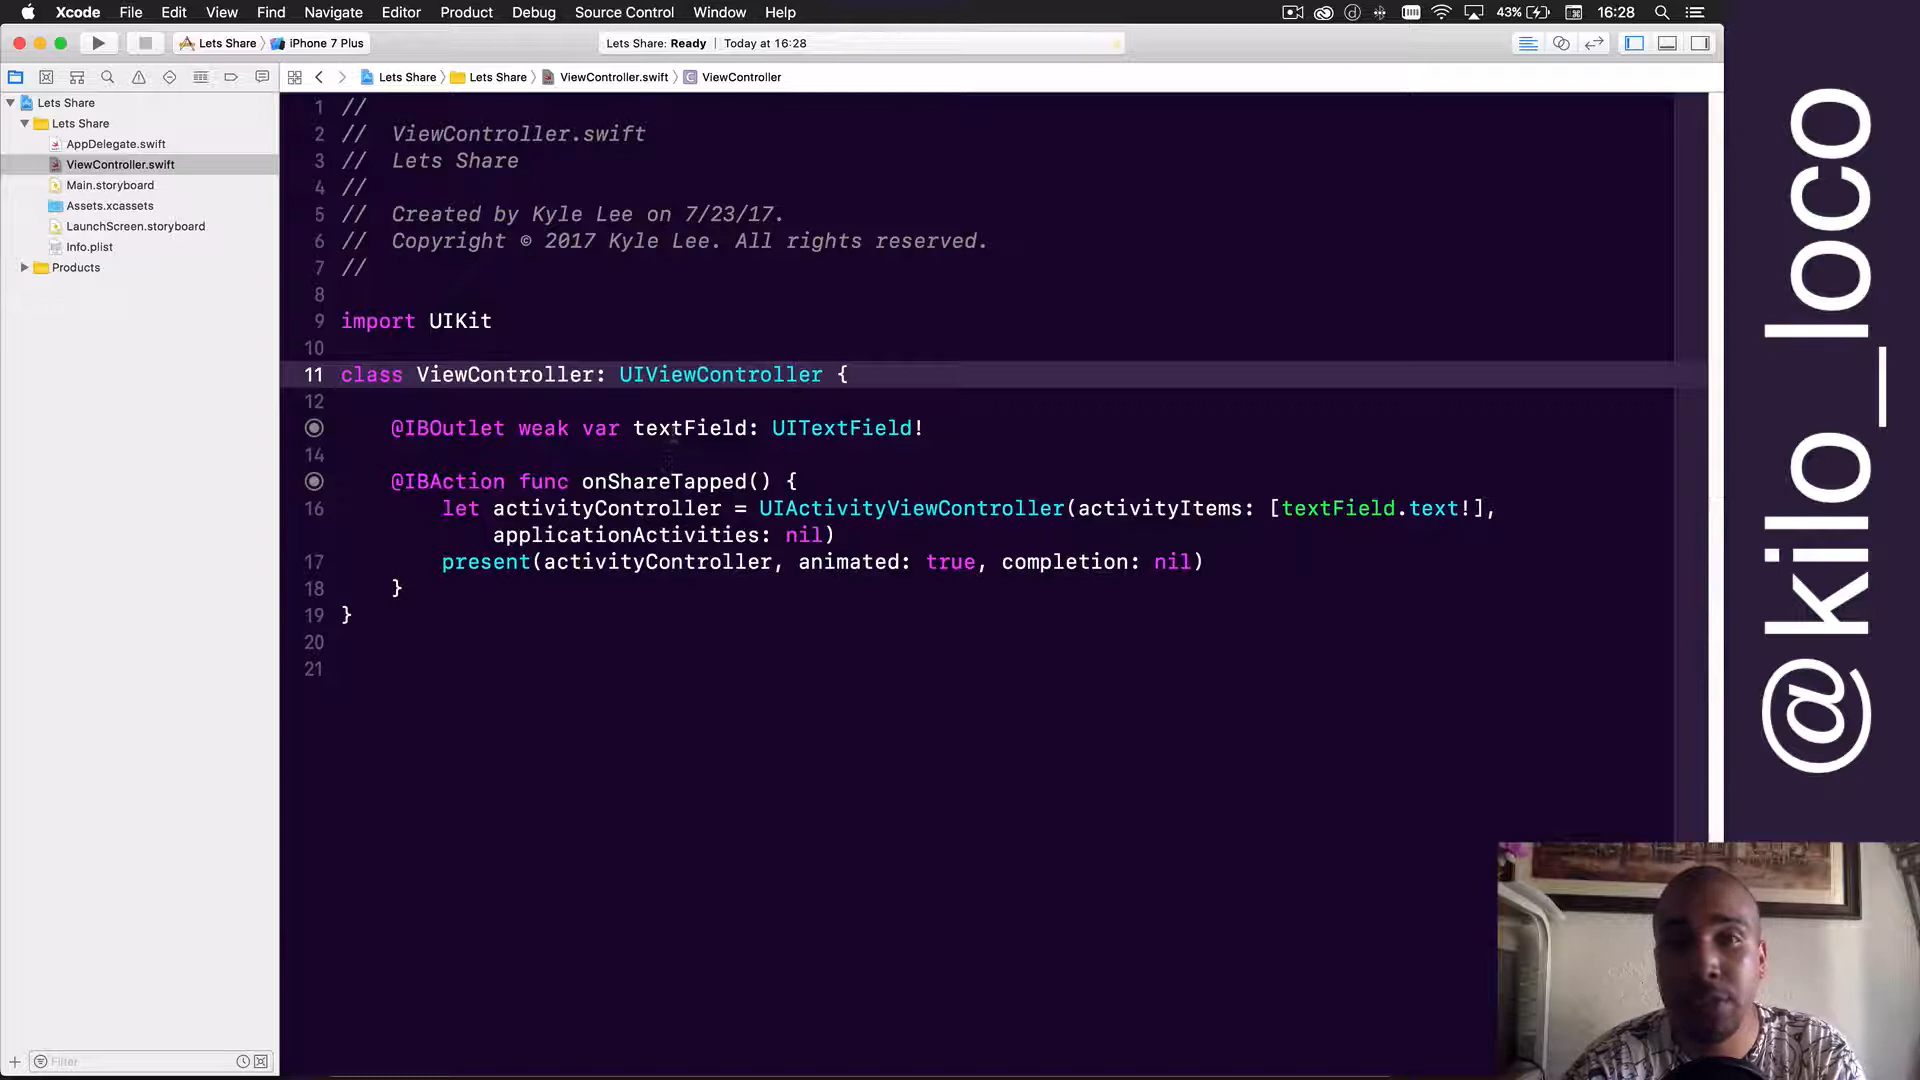 Xcode File Edit View Find Navigate Editor Product Debug Source Control Window Help 43% 16:28
Lets Share iPhone 7 Plus Lets Share: Ready | Today at 16:28
Lets Share Lets Share ViewController.swift C ViewController
Lets Share
Lets Share
AppDelegate.swift
ViewController.swift
Main.storyboard
Assets.xcassets
LaunchScreen.storyboard
Info.plist
Products
1 //
2 // ViewController.swift
3 // Lets Share
4 //
5 // Created by Kyle Lee on 7/23/17.
6 // Copyright © 2017 Kyle Lee. All rights reserved.
7 //
8
9 import UIKit
10
11 class ViewController: UIViewController {
12
@IBOutlet weak var textField: UITextField!
14
@IBAction func onShareTapped() {
16 let activityController = UIActivityViewController(activityItems: [textField.text!],
applicationActivities: nil)
17 present(activityController, animated: true, completion: nil)
18 }
19 }
20
21
Filter
@kilo_loco